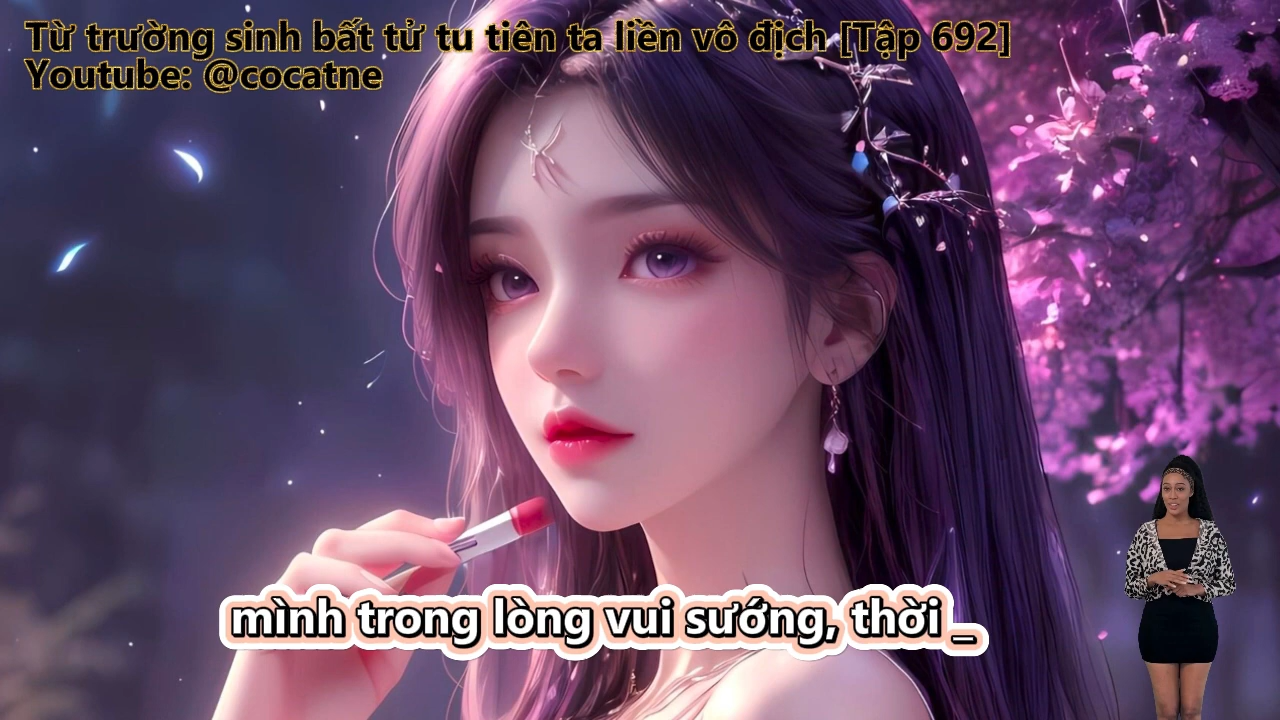 Từ trường sinh bất tử tu tiên ta liền vô địch [Tập 692]
Youtube: @cocatne
mình trong lòng vui sướng, thời _